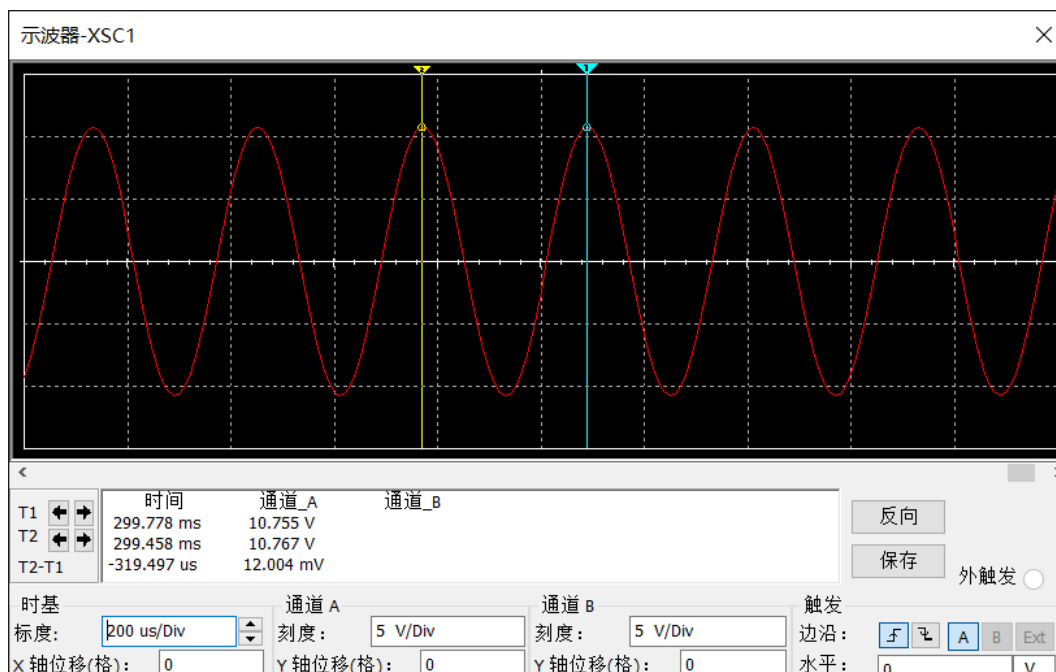 示波器-XSC1
2 1
时间 通道_A 通道_B
T1 299.778 ms 10.755 V
T2 299.458 ms 10.767 V
T2-T1 -319.497 us 12.004 mV
反向
保存
外触发
时基 通道 A 通道 B 触发
标度: 200 us/Div 刻度: 5 V/Div 刻度: 5 V/Div 边沿: A B Ext
X 轴位移(格): 0 Y 轴位移(格): 0 Y 轴位移(格): 0 水平: 0 V